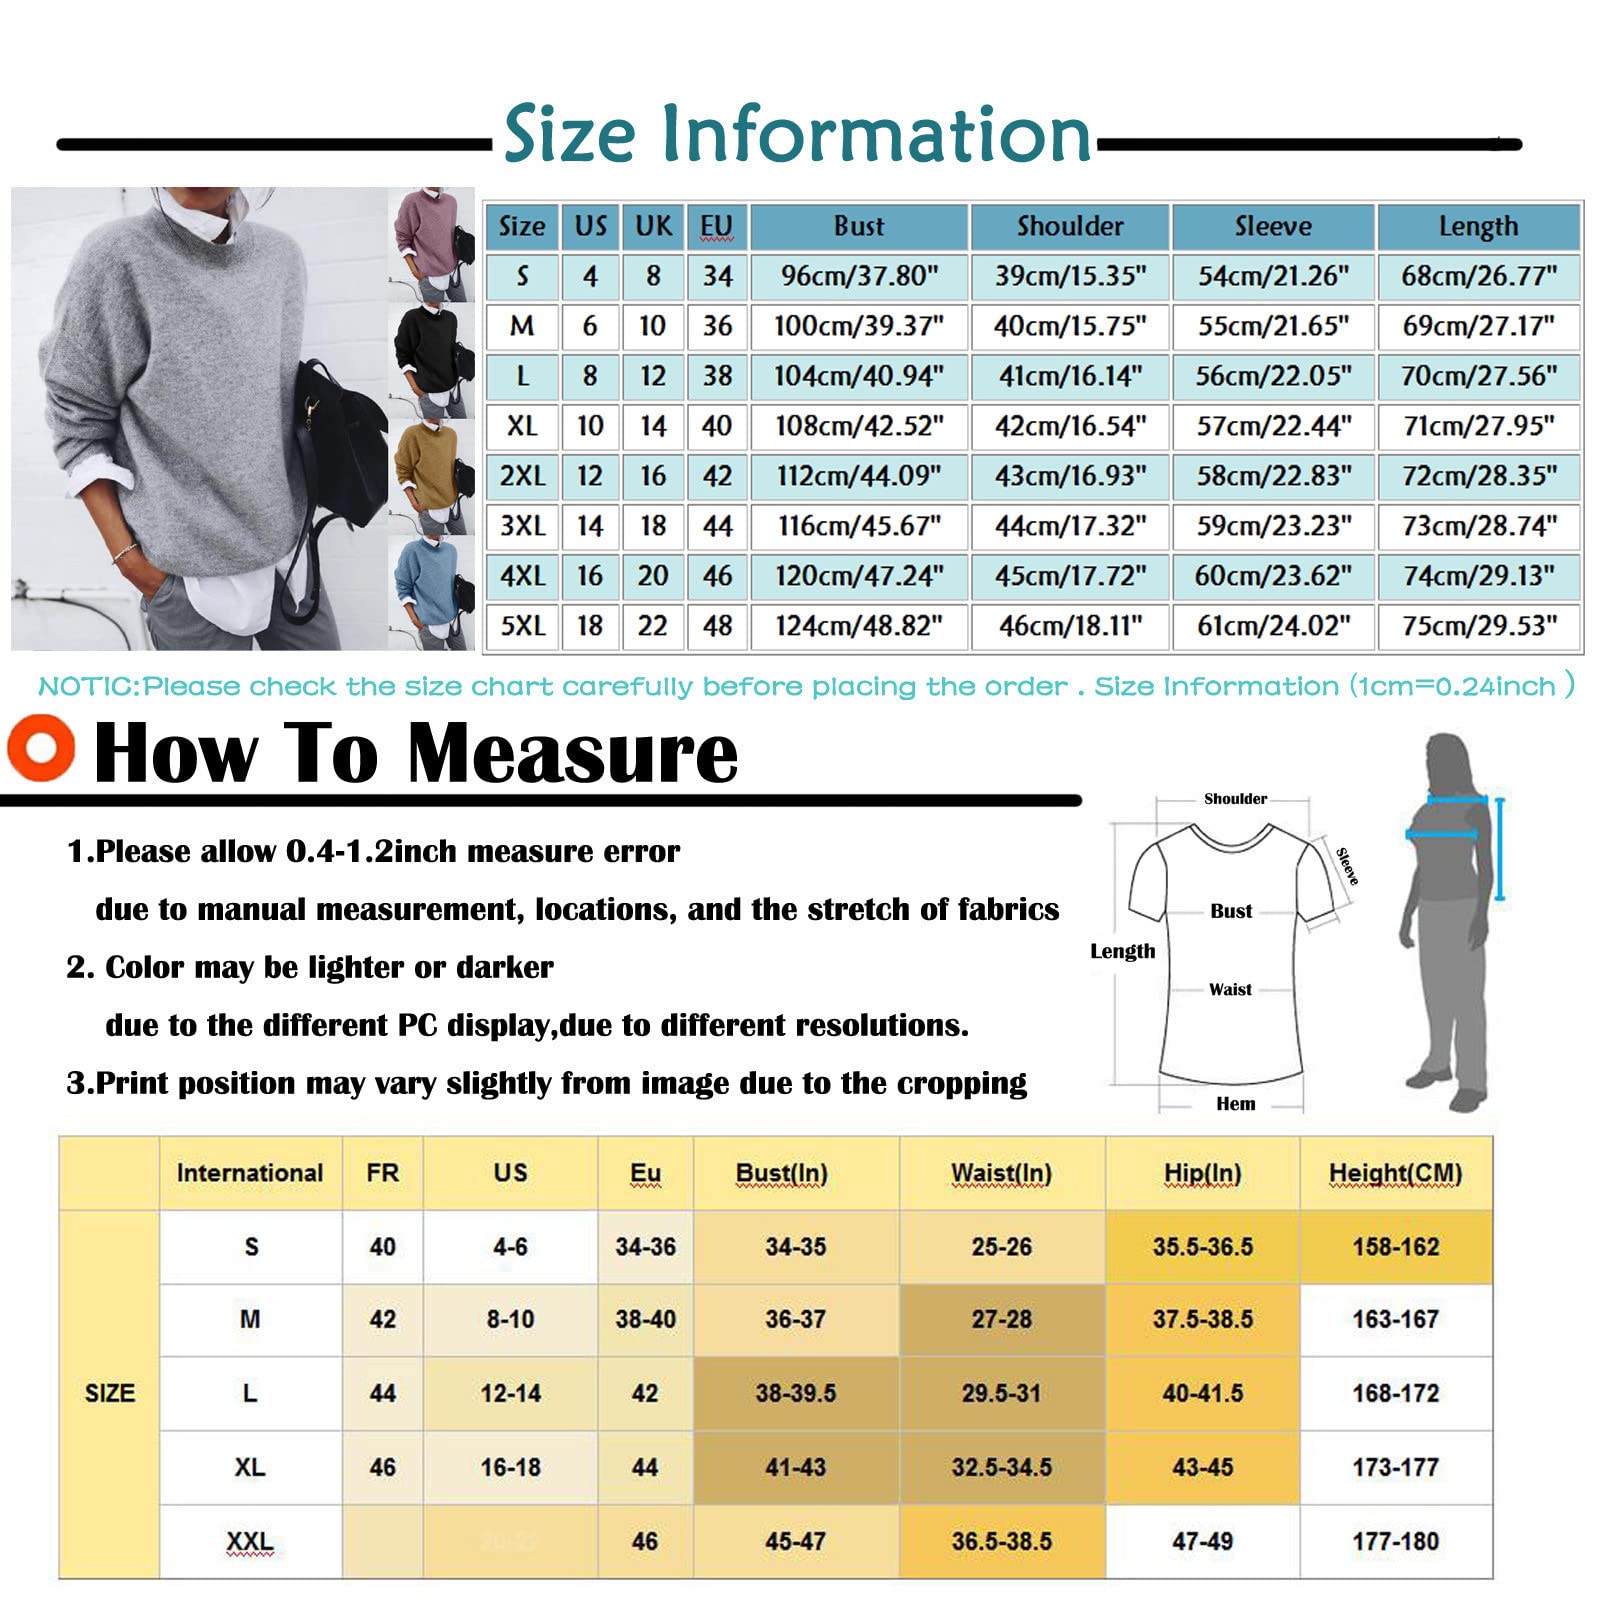 Size Information
Size US UK EU Bust Shoulder Sleeve Length
S 4 8 34 96cm/37.80" 39cm/15.35" 54cm/21.26" 68cm/26.77"
M 6 10 36 100cm/39.37" 40cm/15.75" 55cm/21.65" 69cm/27.17"
L 8 12 38 104cm/40.94" 41cm/16.14" 56cm/22.05" 70cm/27.56"
XL 10 14 40 108cm/42.52" 42cm/16.54" 57cm/22.44" 71cm/27.95"
2XL 12 16 42 112cm/44.09" 43cm/16.93" 58cm/22.83" 72cm/28.35"
3XL 14 18 44 116cm/45.67" 44cm/17.32" 59cm/23.23" 73cm/28.74"
4XL 16 20 46 120cm/47.24" 45cm/17.72" 60cm/23.62" 74cm/29.13"
5XL 18 22 48 124cm/48.82" 46cm/18.11" 61cm/24.02" 75cm/29.53"
NOTIC:Please check the size chart carefully before placing the order . Size Information (1cm=0.24inch )
How To Measure
1.Please allow 0.4-1.2inch measure error
due to manual measurement, locations, and the stretch of fabrics
2. Color may be lighter or darker
due to the different PC display,due to different resolutions.
3.Print position may vary slightly from image due to the cropping
Shoulder
Sleeve
Bust
Length
Waist
Hem
International FR US Eu Bust(In) Waist(In) Hip(In) Height(CM)
SIZE
S 40 4-6 34-36 34-35 25-26 35.5-36.5 158-162
M 42 8-10 38-40 36-37 27-28 37.5-38.5 163-167
L 44 12-14 42 38-39.5 29.5-31 40-41.5 168-172
XL 46 16-18 44 41-43 32.5-34.5 43-45 173-177
XXL 46 45-47 36.5-38.5 47-49 177-180